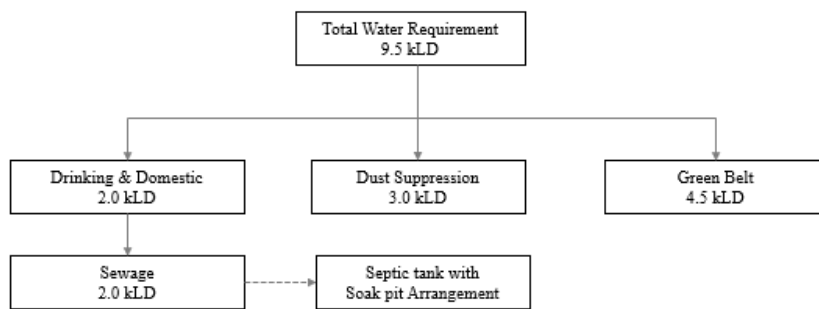 Total Water Requirement
9.5 kLD
Drinking & Domestic
2.0 kLD
Dust Suppression
3.0 kLD
Green Belt
4.5 kLD
Sewage
2.0 kLD
Septic tank with
Soak pit Arrangement